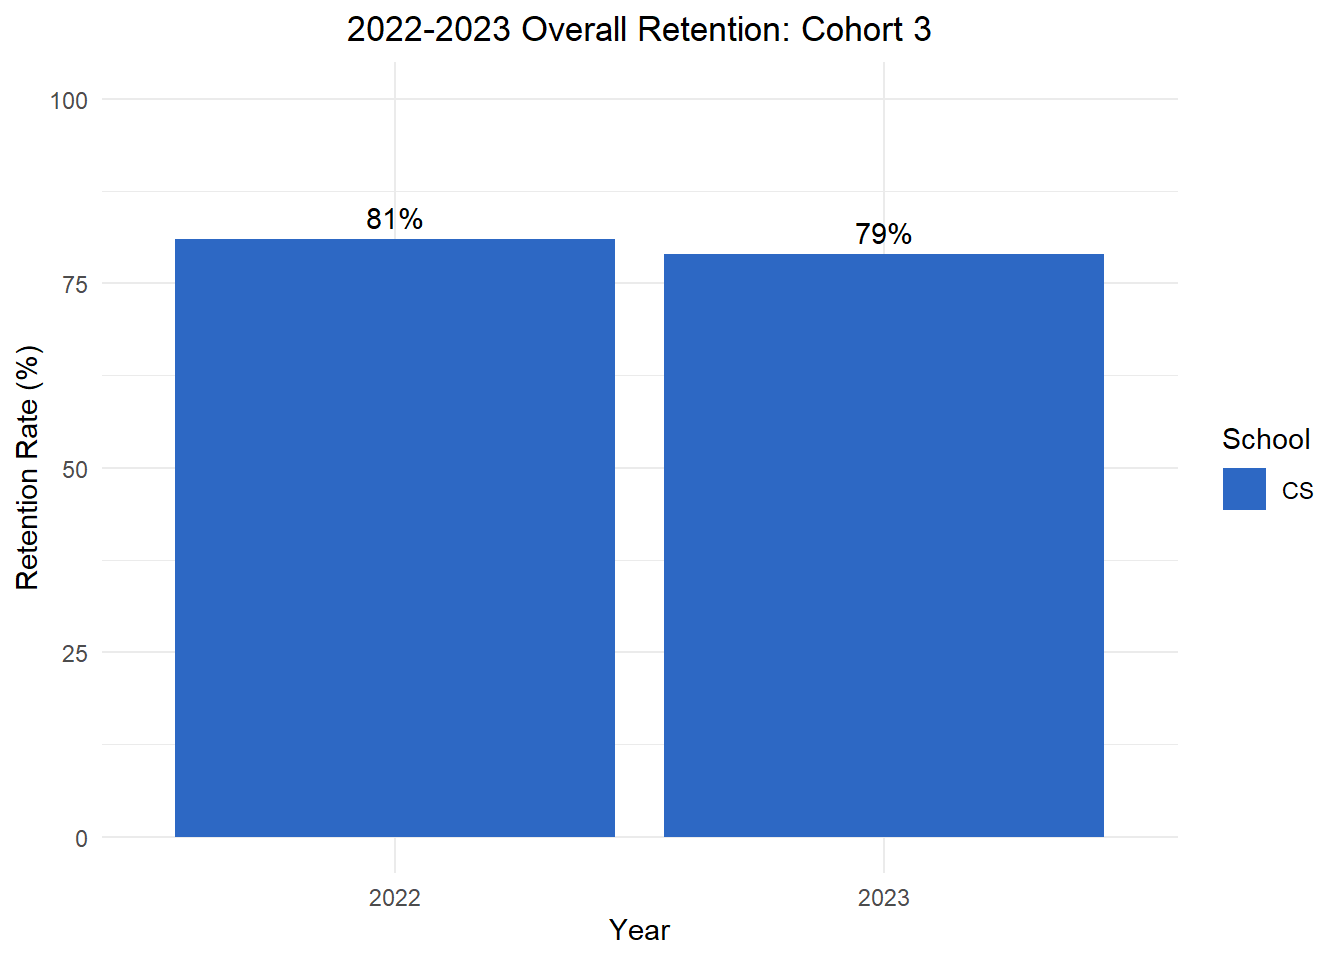 2022-2023 Overall Retention: Cohort 3
Retention Rate (%)
100
75
50
25
0
81%
79%
2022
2023
Year
School
CS